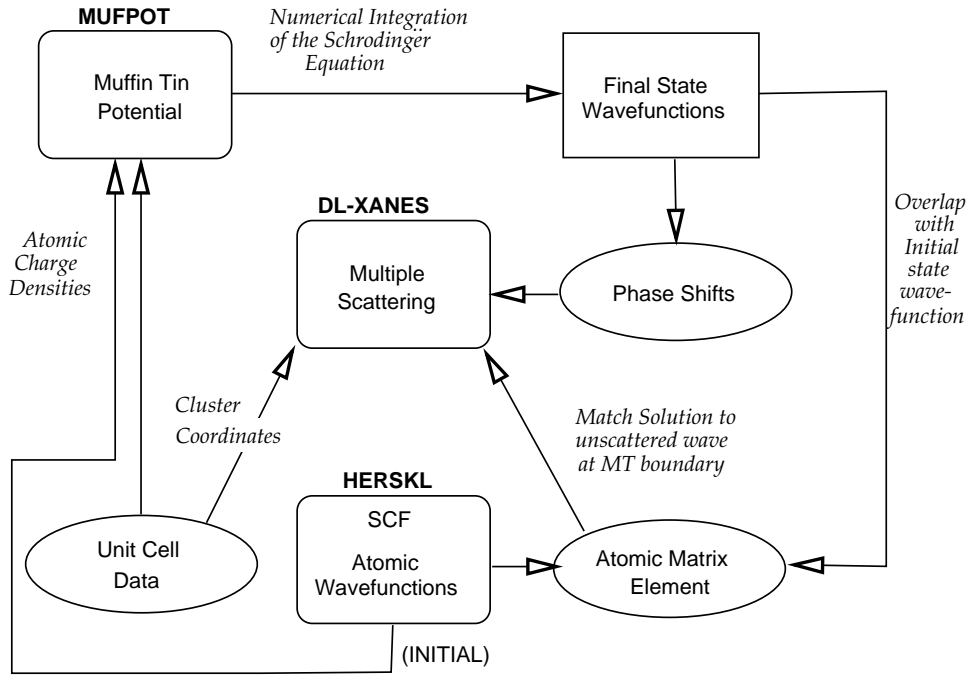 MUFPOT
Muffin Tin
Potential
Numerical Integration
of the Schrodinger̈
Equation
Final State
Wavefunctions
DL-XANES
Multiple
Scattering
Phase Shifts
Overlap
with
Initial
state
wave-
function
Atomic
Charge
Densities
Cluster
Coordinates
Match Solution to
unscattered wave
at MT boundary
HERSKL
SCF
Atomic
Wavefunctions
Unit Cell
Data
Atomic Matrix
Element
(INITIAL)